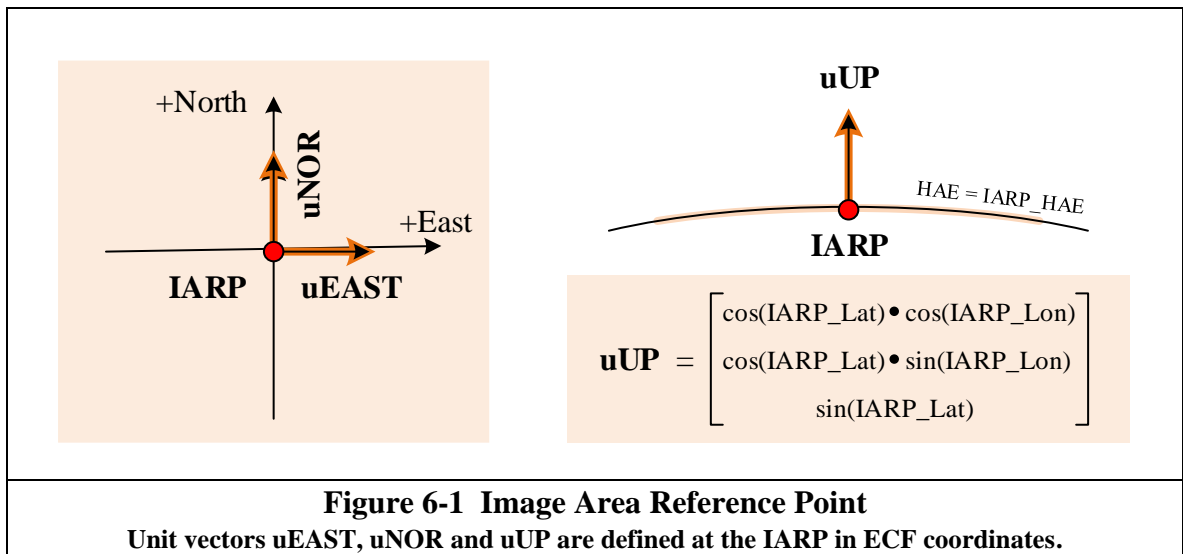 +North
uNOR
+East
IARP
uEAST
uUP
HAE = IARP_HAE
IARP
uUP = [cos(IARP_Lat) • cos(IARP_Lon)
cos(IARP_Lat) • sin(IARP_Lon)
sin(IARP_Lat)]
Figure 6-1 Image Area Reference Point
Unit vectors uEAST, uNOR and uUP are defined at the IARP in ECF coordinates.